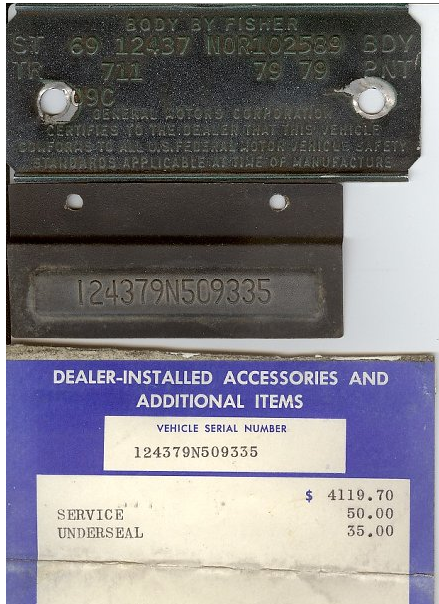 BODY BY FISHER
ST 69 12437 NOR102589 BDY
TR 711 79 79 PNT
09C
GENERAL MOTORS CORPORATION
CERTIFIES TO THE DEALER THAT THIS VEHICLE
CONFORMS TO ALL U.S. FEDERAL MOTOR VEHICLE SAFETY
STANDARDS APPLICABLE AT TIME OF MANUFACTURE
124379N509335
DEALER-INSTALLED ACCESSORIES AND
ADDITIONAL ITEMS
VEHICLE SERIAL NUMBER
124379N509335
$ 4119.70
SERVICE 50.00
UNDERSEAL 35.00